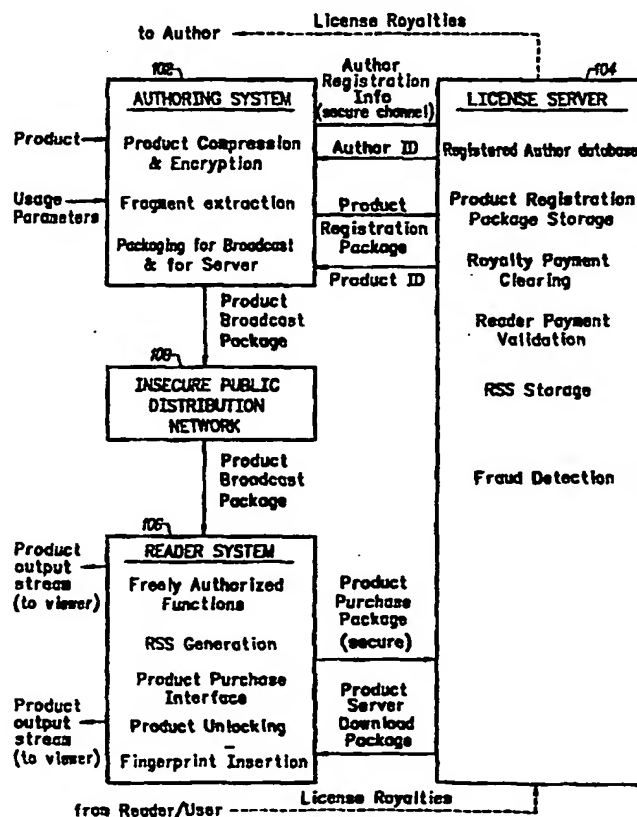 License Royalties
to Author
102
AUTHORING SYSTEM
Product Compression
& Encryption
Fragment extraction
Packaging for Broadcast
& for Server
Product
Usage
Parameters
Author
Registration
Info
(secure channel)
Author ID
Product
Registration
Package
Product ID
104
LICENSE SERVER
Registered Author database
Product Registration
Package Storage
Royalty Payment
Clearing
Reader Payment
Validation
RSS Storage
Fraud Detection
Product
Broadcast
Package
108
INSECURE PUBLIC
DISTRIBUTION
NETWORK
Product
Broadcast
Package
106
READER SYSTEM
Freely Authorized
Functions
RSS Generation
Product Purchase
Interface
Product Unlocking
Fingerprint Insertion
Product
output
stream
(to viewer)
Product
output
stream
(to viewer)
Product
Purchase
Package
(secure)
Product
Server
Download
Package
License Royalties
from Reader/User